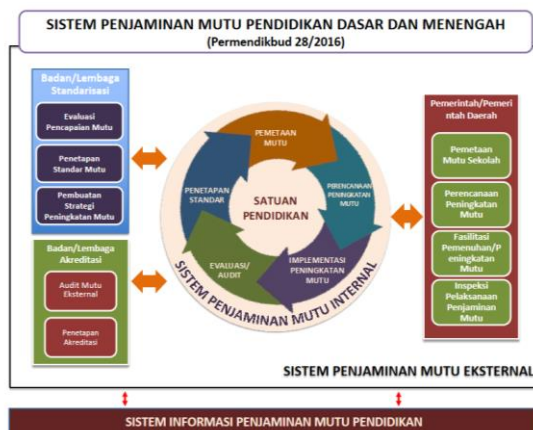 SISTEM PENJAMINAN MUTU PENDIDIKAN DASAR DAN MENENGAH
(Permendikbud 28/2016)
Badan/Lembaga
Standarisasi
Evaluasi
Pencapaian Mutu
Penetapan
Standar Mutu
Pembuatan
Strategi
Peningkatan Mutu
Badan/Lembaga
Akreditasi
Audit Mutu
Eksternal
Penetapan
Akreditasi
PEMETAAN
MUTU
PERENCANAAN
PENINGKATAN
MUTU
IMPLEMENTASI
PENINGKATAN
MUTU
EVALUASI/
AUDIT
PENETAPAN
STANDAR
SATUAN
PENDIDIKAN
SISTEM PENJAMINAN MUTU INTERNAL
Pemerintah/Pemeri
ntah Daerah
Pemetaan
Mutu Sekolah
Perencanaan
Peningkatan
Mutu
Fasilitasi
Pemenuhan/P
eningkatan
Mutu
Inspeksi
Pelaksanaan
Penjaminan
Mutu
SISTEM PENJAMINAN MUTU EKSTERNAL
SISTEM INFORMASI PENJAMINAN MUTU PENDIDIKAN